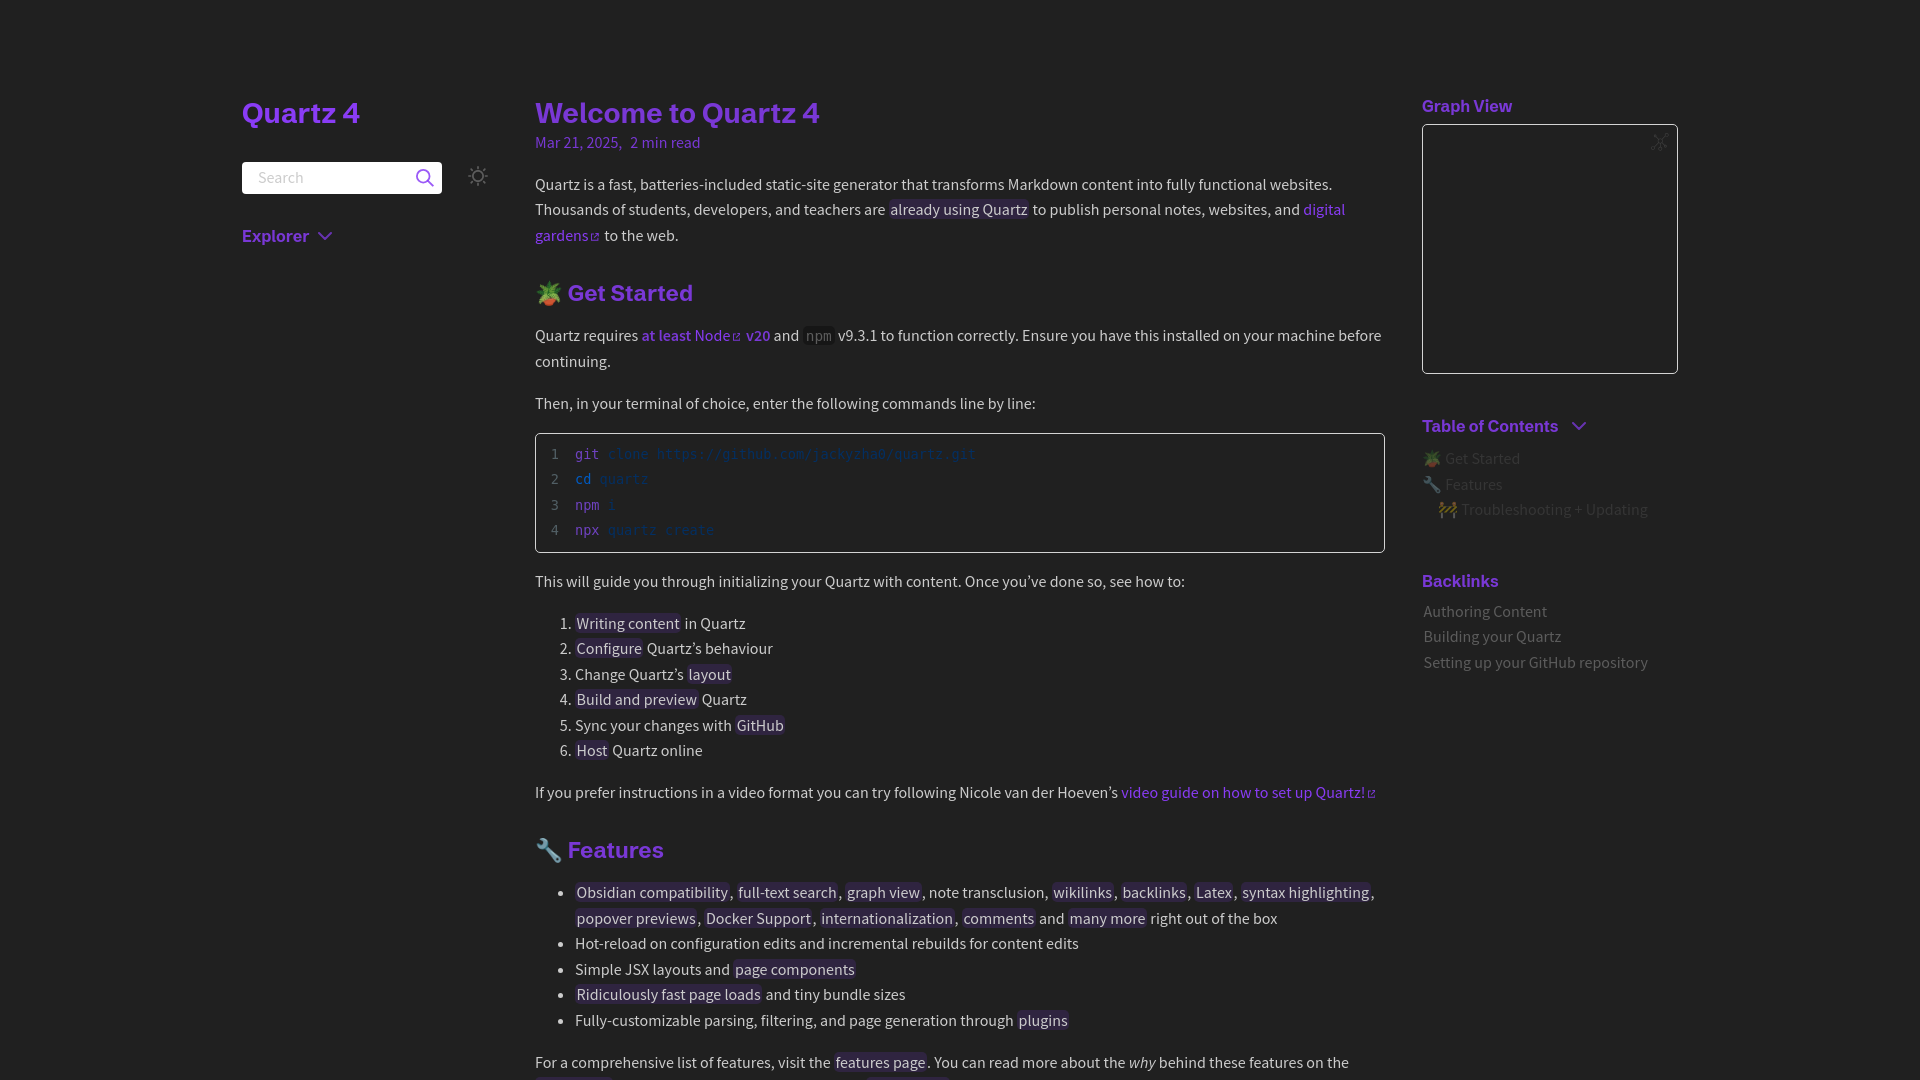 Quartz 4
Search
Explorer
Welcome to Quartz 4
Mar 21, 2025, 2 min read
Quartz is a fast, batteries-included static-site generator that transforms Markdown content into fully functional websites.
Thousands of students, developers, and teachers are already using Quartz to publish personal notes, websites, and digital
gardens to the web.
🪴 Get Started
Quartz requires at least Node v20 and npm v9.3.1 to function correctly. Ensure you have this installed on your machine before
continuing.
Then, in your terminal of choice, enter the following commands line by line:
1 git clone https://github.com/jackyzha0/quartz.git
2 cd quartz
3 npm i
4 npx quartz create
This will guide you through initializing your Quartz with content. Once you’ve done so, see how to:
1. Writing content in Quartz
2. Configure Quartz’s behaviour
3. Change Quartz’s layout
4. Build and preview Quartz
5. Sync your changes with GitHub
6. Host Quartz online
If you prefer instructions in a video format you can try following Nicole van der Hoeven’s video guide on how to set up Quartz!
🔧 Features
• Obsidian compatibility, full-text search, graph view, note transclusion, wikilinks, backlinks, Latex, syntax highlighting,
popover previews, Docker Support, internationalization, comments and many more right out of the box
• Hot-reload on configuration edits and incremental rebuilds for content edits
• Simple JSX layouts and page components
• Ridiculously fast page loads and tiny bundle sizes
• Fully-customizable parsing, filtering, and page generation through plugins
For a comprehensive list of features, visit the features page. You can read more about the why behind these features on the
Graph View
Table of Contents
🪴 Get Started
🔧 Features
🚧 Troubleshooting + Updating
Backlinks
Authoring Content
Building your Quartz
Setting up your GitHub repository